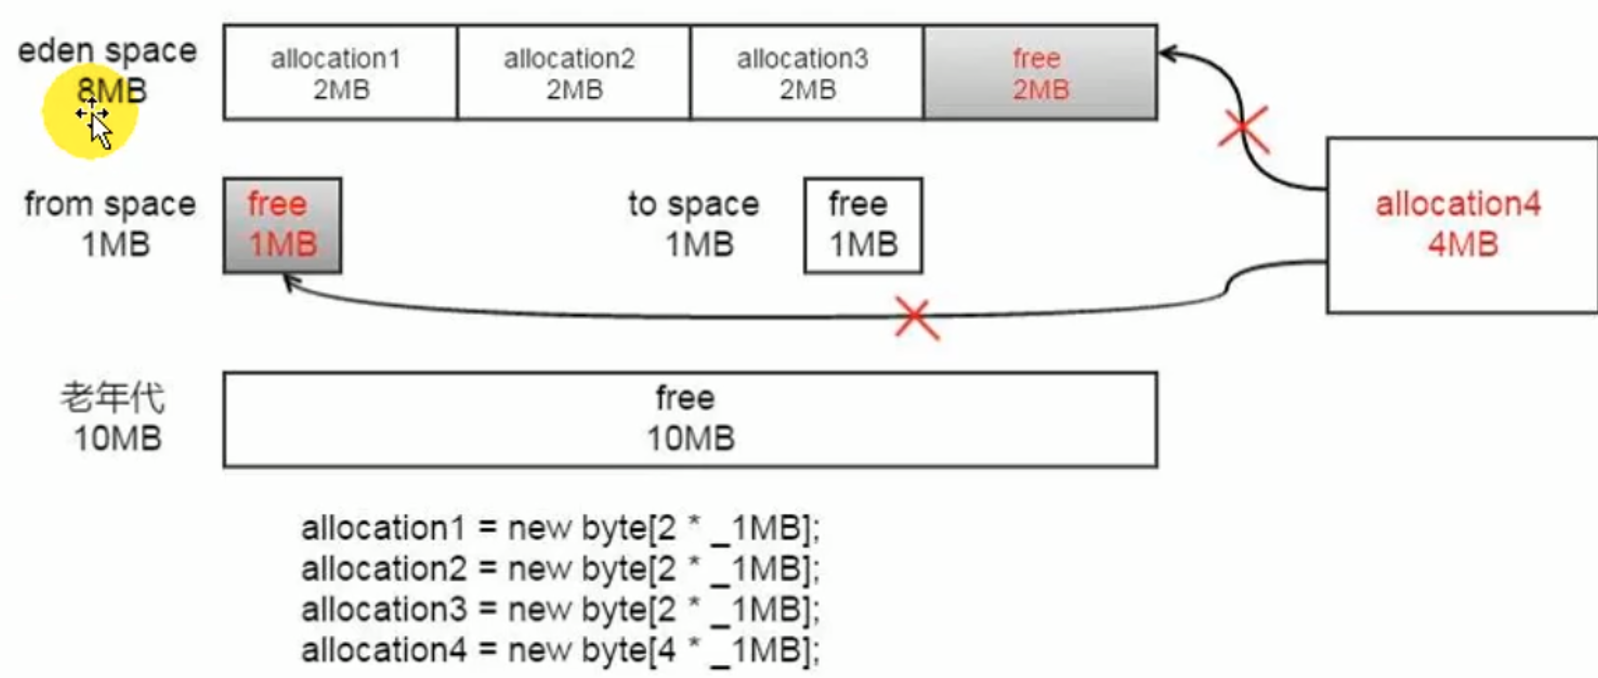 eden space
8MB
allocation1
2MB
allocation2
2MB
allocation3
2MB
free
2MB
from space
1MB
free
1MB
to space
1MB
free
1MB
allocation4
4MB
老年代
10MB
free
10MB
allocation1 = new byte[2 * _1MB];
allocation2 = new byte[2 * _1MB];
allocation3 = new byte[2 * _1MB];
allocation4 = new byte[4 * _1MB];